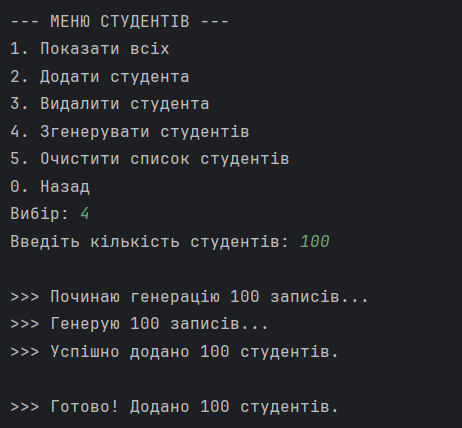 --- МЕНЮ СТУДЕНТІВ ---
1. Показати всіх
2. Додати студента
3. Видалити студента
4. Згенерувати студентів
5. Очистити список студентів
0. Назад
Вибір: 4
Введіть кількість студентів: 100
>>> Починаю генерацію 100 записів...
>>> Генерую 100 записів...
>>> Успішно додано 100 студентів.
>>> Готово! Додано 100 студентів.